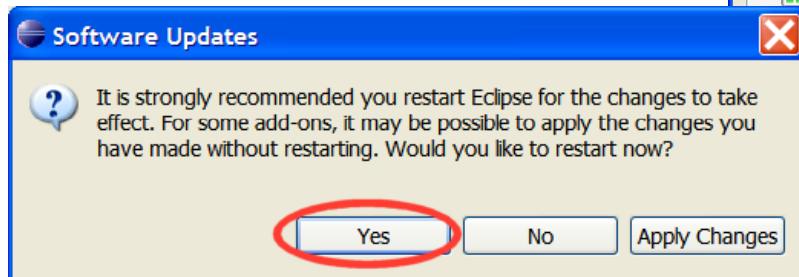 Software Updates
It is strongly recommended you restart Eclipse for the changes to take
effect. For some add-ons, it may be possible to apply the changes you
have made without restarting. Would you like to restart now?
Yes No Apply Changes